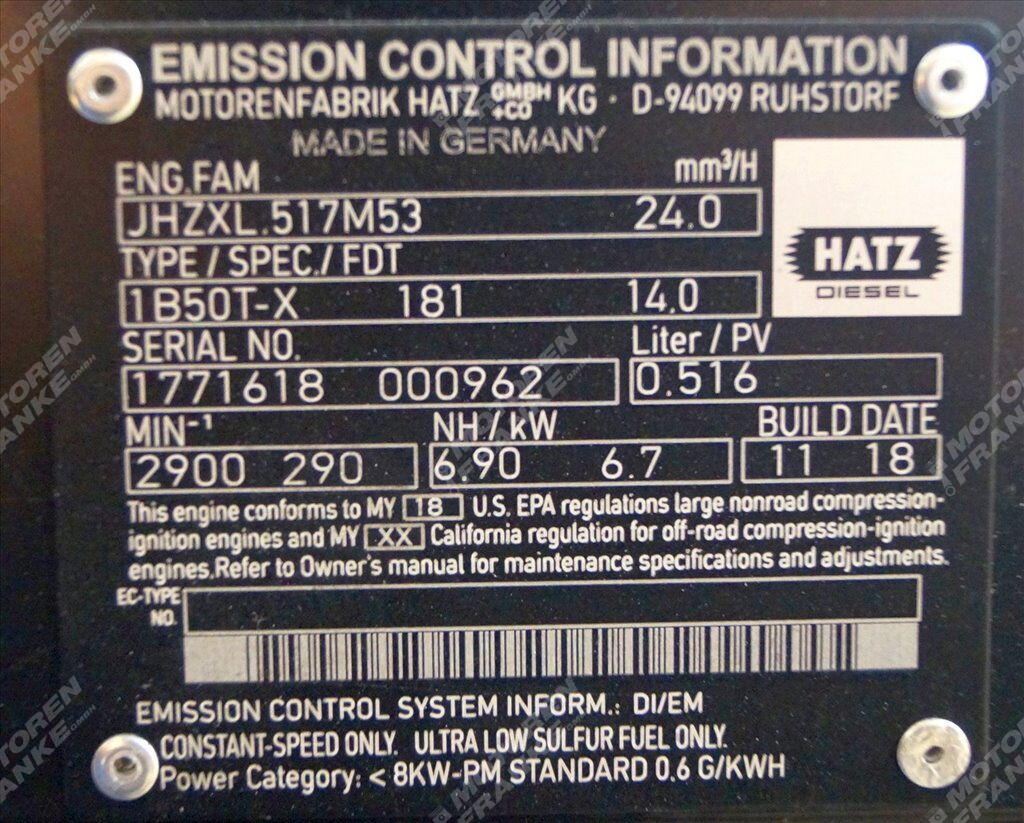 EMISSION CONTROL INFORMATION
MOTORENFABRIK HATZ GMBH +CO KG · D-94099 RUHSTORF
MADE IN GERMANY
ENG.FAM mm³/H
JHZXL.517M53 24.0
TYPE / SPEC./ FDT
1B50T-X 181 14.0
HATZ
DIESEL
SERIAL NO. Liter / PV
1771618 000962 0.516
MIN-¹ NH / kW BUILD DATE
2900 290 6.90 6.7 11 18
This engine conforms to MY 18 U.S. EPA regulations large nonroad compression-
ignition engines and MY XX California regulation for off-road compression-ignition
engines.Refer to Owner's manual for maintenance specifications and adjustments.
EC-TYPE
NO.
EMISSION CONTROL SYSTEM INFORM.: DI/EM
CONSTANT-SPEED ONLY. ULTRA LOW SULFUR FUEL ONLY.
Power Category: < 8KW-PM STANDARD 0.6 G/KWH
MOTOREN
FRANKE GMBH